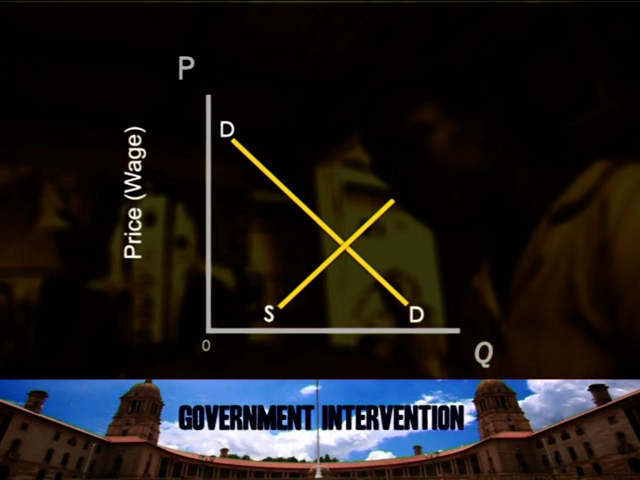 P
D
Price (Wage)
S
D
0
Q
GOVERNMENT INTERVENTION